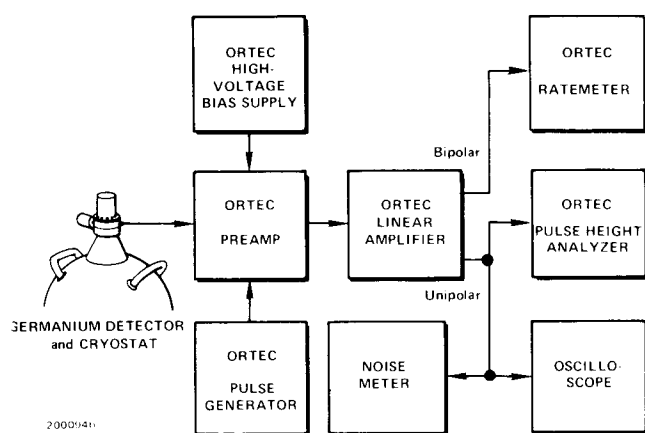 ORTEC
HIGH-
VOLTAGE
BIAS SUPPLY
ORTEC
RATEMETER
Bipolar
ORTEC
PREAMP
ORTEC
LINEAR
AMPLIFIER
ORTEC
PULSE HEIGHT
ANALYZER
Unipolar
GERMANIUM DETECTOR
and CRYOSTAT
ORTEC
PULSE
GENERATOR
NOISE
METER
OSCILLO-
SCOPE